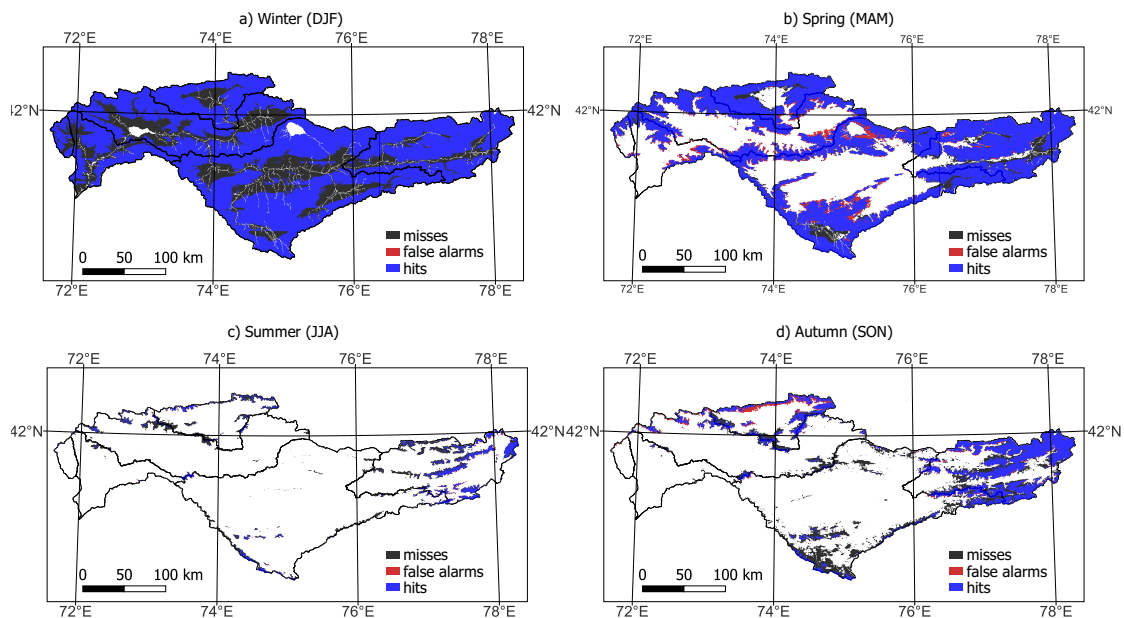 a) Winter (DJF)
72°E 74°E 76°E 78°E
42°N
misses
false alarms
hits
0 50 100 km
72°E 74°E 76°E 78°E
b) Spring (MAM)
72°E 74°E 76°E 78°E
42°N 42°N
misses
false alarms
hits
0 50 100 km
72°E 74°E 76°E 78°E
c) Summer (JJA)
72°E 74°E 76°E 78°E
42°N
misses
false alarms
hits
0 50 100 km
72°E 74°E 76°E 78°E
d) Autumn (SON)
72°E 74°E 76°E 78°E
42°N 42°N
misses
false alarms
hits
0 50 100 km
72°E 74°E 76°E 78°E